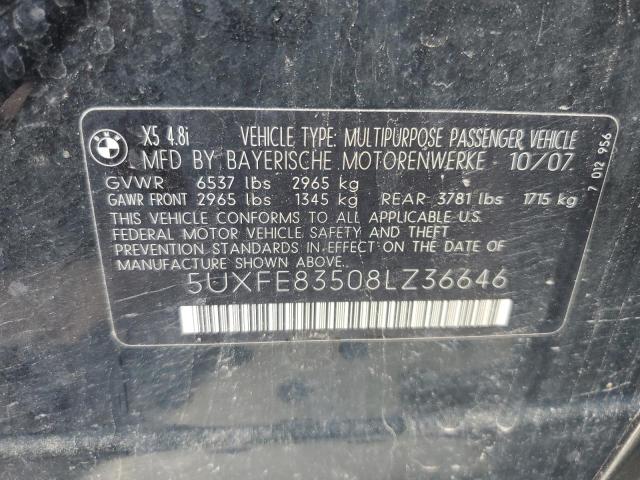 BMW
X5 4.8i VEHICLE TYPE: MULTIPURPOSE PASSENGER VEHICLE
MFD BY BAYERISCHE MOTORENWERKE 10/07
GVWR 6537 lbs 2965 kg
GAWR FRONT 2965 lbs 1345 kg REAR 3781 lbs 1715 kg
THIS VEHICLE CONFORMS TO ALL APPLICABLE U.S.
FEDERAL MOTOR VEHICLE SAFETY AND THEFT
PREVENTION STANDARDS IN EFFECT ON THE DATE OF
MANUFACTURE SHOWN ABOVE.
5UXFE83508LZ36646
7 012 956